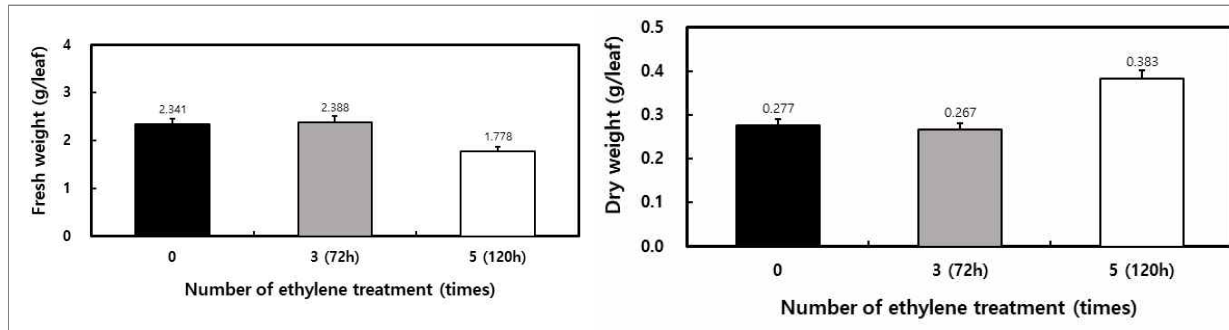 Fresh weight (g/leaf)
4
3
2
1
0
2.341
2.388
1.778
0
3 (72h)
5 (120h)
Number of ethylene treatment (times)
Dry weight (g/leaf)
0.5
0.4
0.3
0.2
0.1
0.0
0.277
0.267
0.383
0
3 (72h)
5 (120h)
Number of ethylene treatment (times)